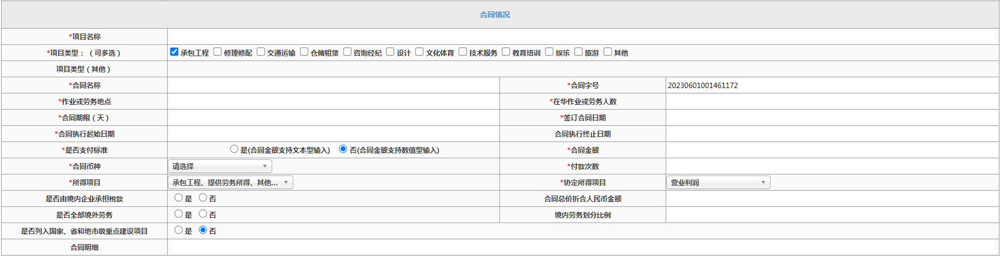 合同情况
*项目名称
*项目类型：（可多选） 承包工程 修理修配 交通运输 仓储租赁 咨询经纪 设计 文化体育 技术服务 教育培训 娱乐 旅游 其他
项目类型（其他）
*合同名称 *合同字号 20230601001461172
*作业或劳务地点 *在华作业或劳务人数
*合同期限（天） *签订合同日期
*合同执行起始日期 合同执行终止日期
*是否支付标准 是(合同金额支持文本型输入) 否(合同金额支持数值型输入) *合同金额
*合同币种 请选择 *付款次数
*所得项目 承包工程、提供劳务所得、其他... *协定所得项目 营业利润
是否由境内企业承担税款 是 否 合同总价折合人民币金额
是否全部境外劳务 是 否 境内劳务划分比例
是否列入国家、省和地市级重点建设项目 是 否
合同明细